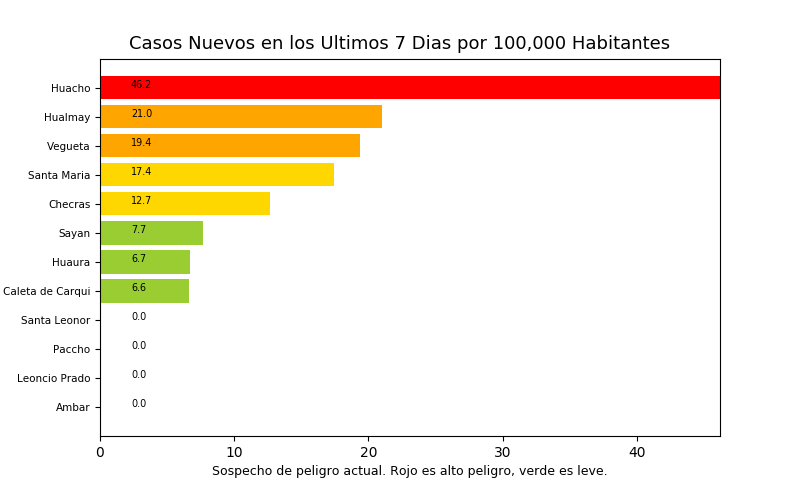 Casos Nuevos en los Ultimos 7 Dias por 100,000 Habitantes
Huacho 46.2
Hualmay 21.0
Vegueta 19.4
Santa Maria 17.4
Checras 12.7
Sayan 7.7
Huaura 6.7
Caleta de Carqui 6.6
Santa Leonor 0.0
Paccho 0.0
Leoncio Prado 0.0
Ambar 0.0
0 10 20 30 40
Sospecho de peligro actual. Rojo es alto peligro, verde es leve.